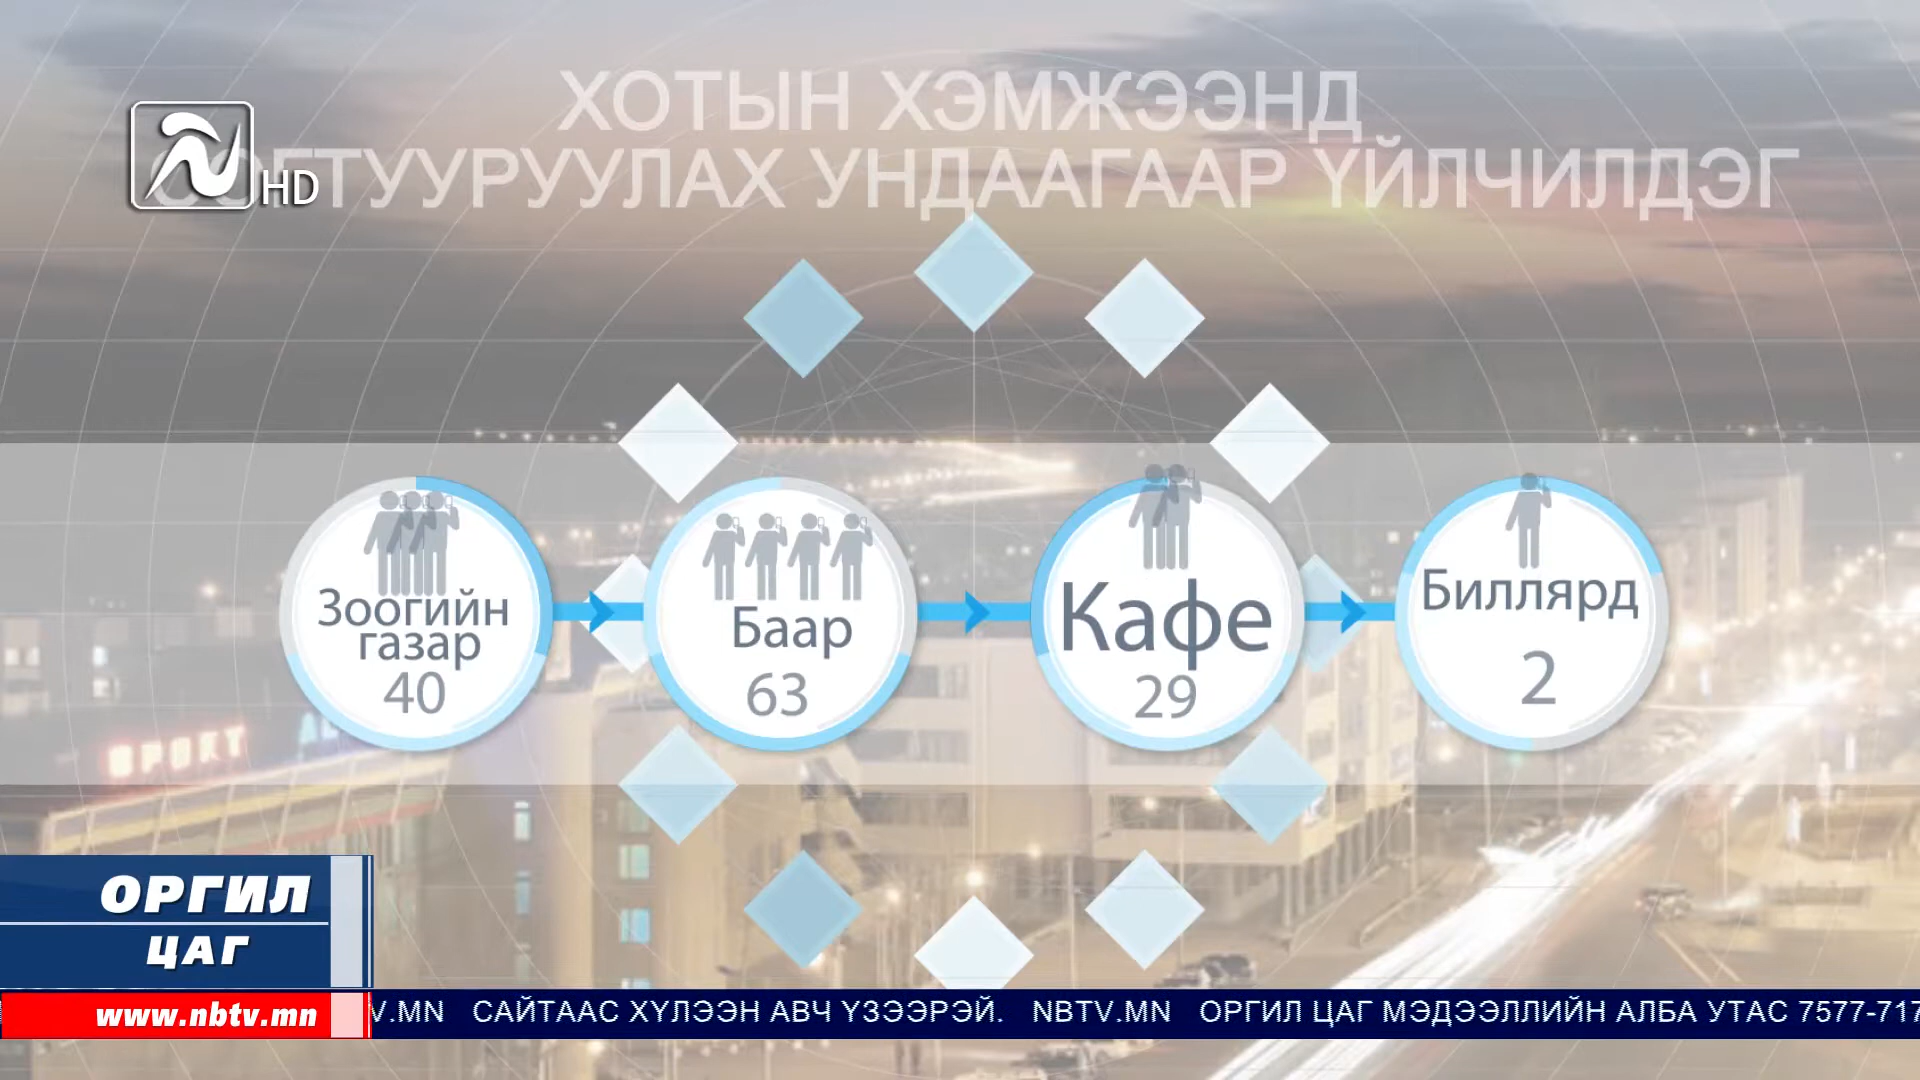 ХОТЫН ХЭМЖЭЭНД
СОГТУУРУУЛАХ УНДААГААР ҮЙЛЧИЛДЭГ
HD
Зоогийн
газар
40
Баар
63
Кафе
29
Биллярд
2
ОРГИЛ
ЦАГ
www.nbtv.mn
V.MN САЙТААС ХҮЛЭЭН АВЧ ҮЗЭЭРЭЙ. NBTV.MN ОРГИЛ ЦАГ МЭДЭЭЛЛИЙН АЛБА УТАС 7577-717